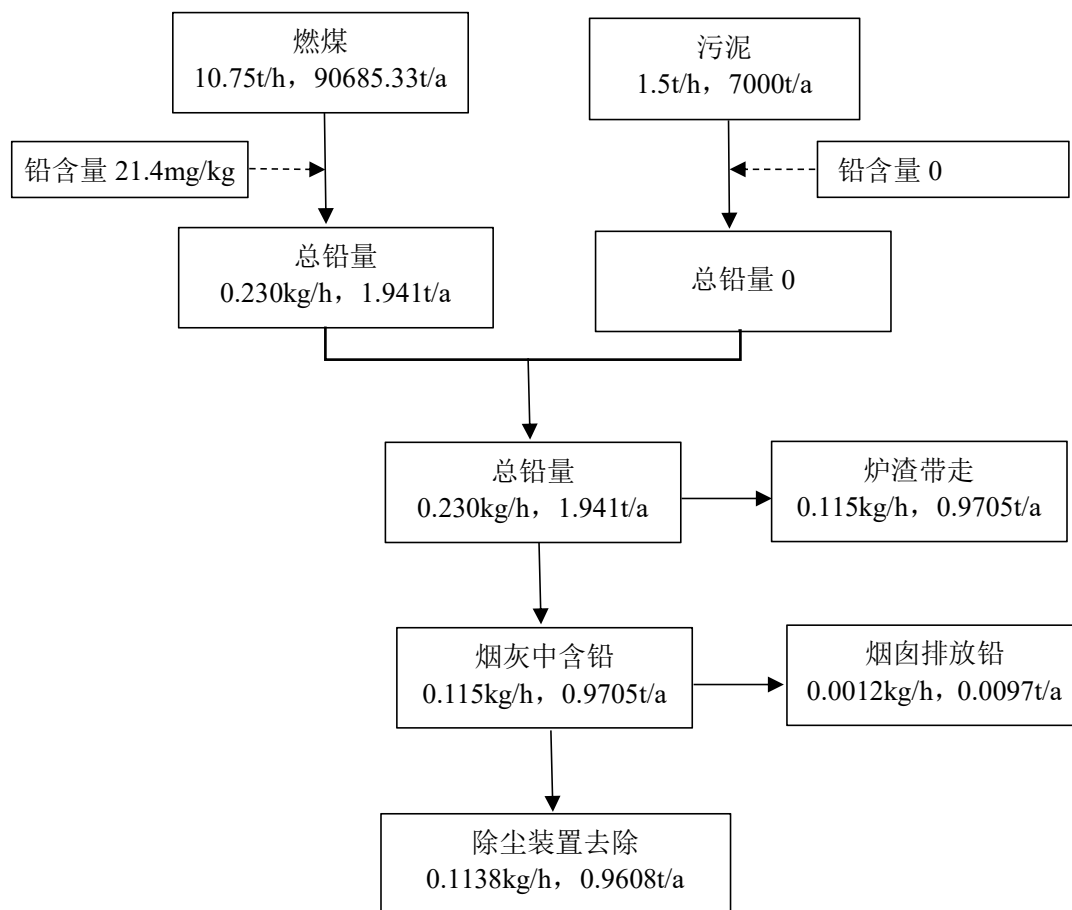 燃煤
10.75t/h，90685.33t/a
污泥
1.5t/h，7000t/a
铅含量 21.4mg/kg
铅含量 0
总铅量
0.230kg/h，1.941t/a
总铅量 0
总铅量
0.230kg/h，1.941t/a
炉渣带走
0.115kg/h，0.9705t/a
烟灰中含铅
0.115kg/h，0.9705t/a
烟囱排放铅
0.0012kg/h，0.0097t/a
除尘装置去除
0.1138kg/h，0.9608t/a